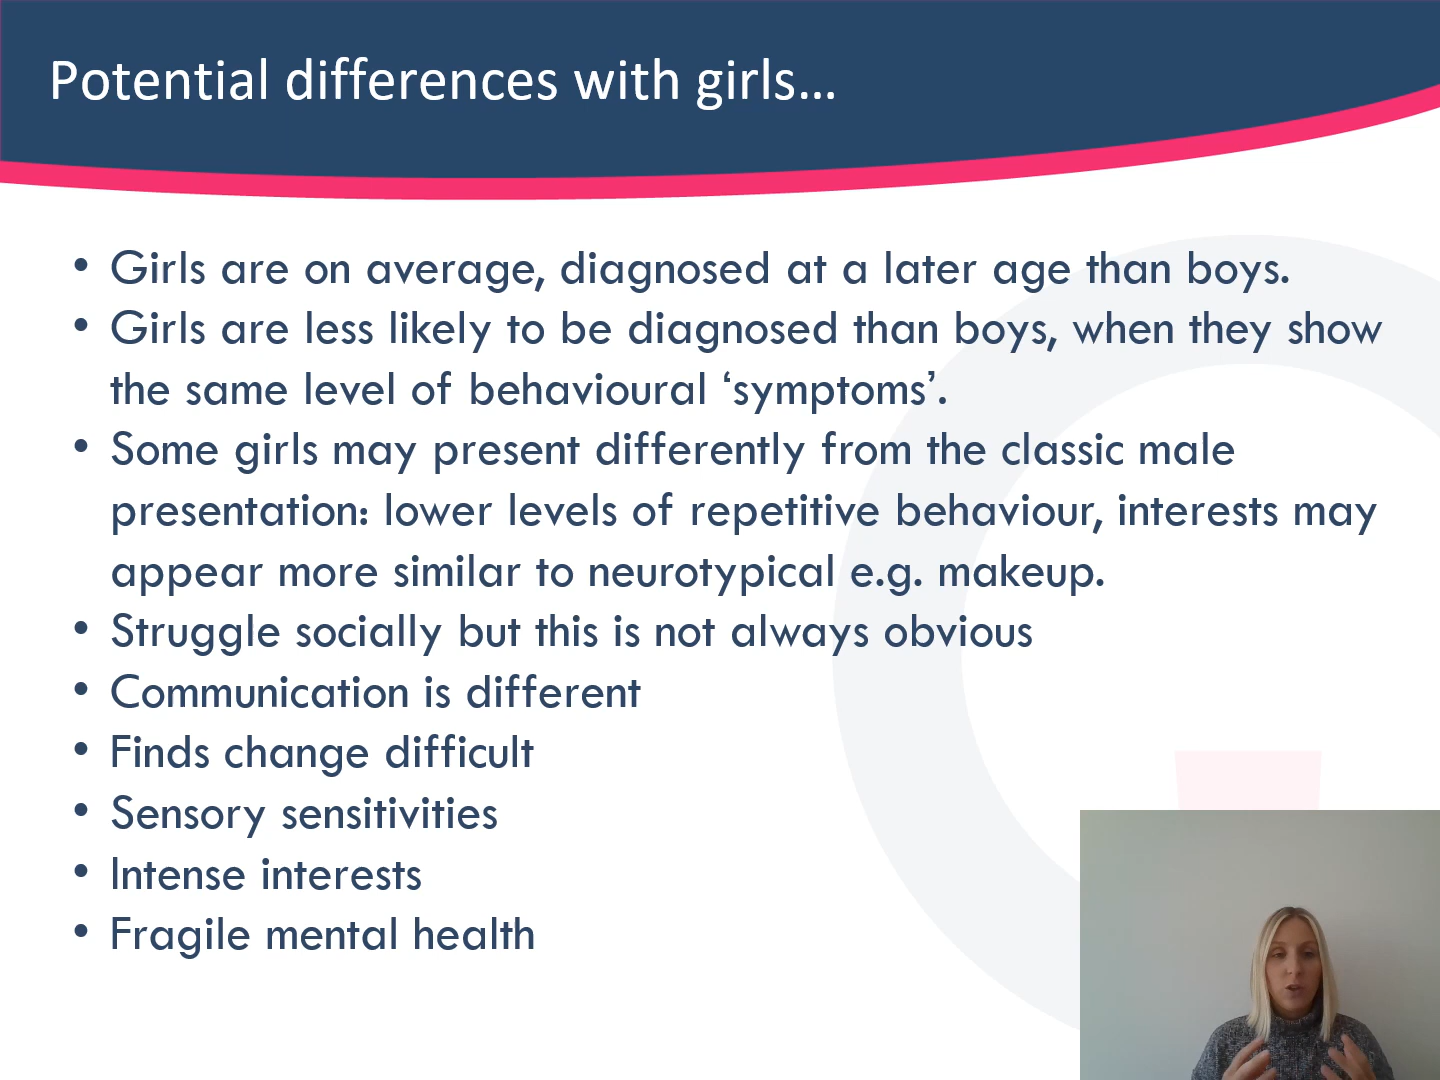 Potential differences with girls...
• Girls are on average, diagnosed at a later age than boys.
• Girls are less likely to be diagnosed than boys, when they show
the same level of behavioural ‘symptoms’.
• Some girls may present differently from the classic male
presentation: lower levels of repetitive behaviour, interests may
appear more similar to neurotypical e.g. makeup.
• Struggle socially but this is not always obvious
• Communication is different
• Finds change difficult
• Sensory sensitivities
• Intense interests
• Fragile mental health